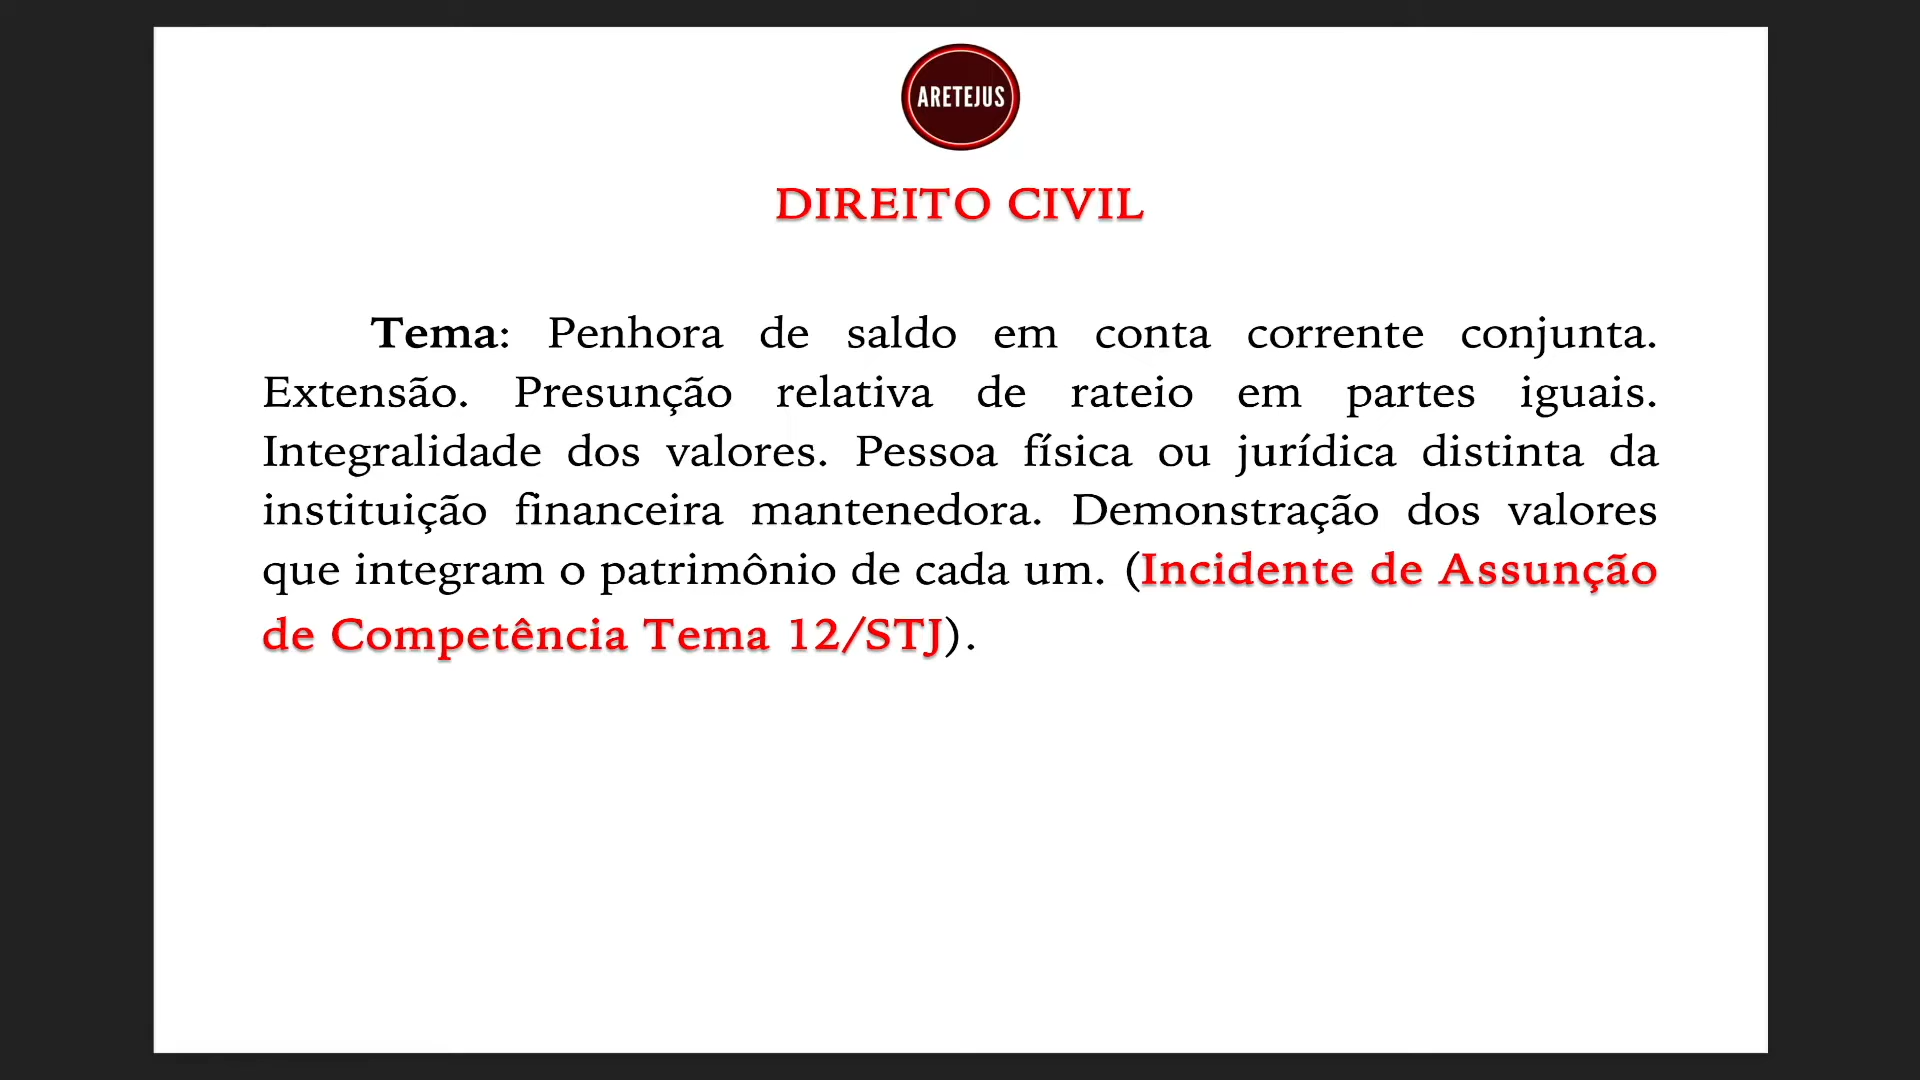 ARETEJUS
DIREITO CIVIL
Tema: Penhora de saldo em conta corrente conjunta.
Extensão. Presunção relativa de rateio em partes iguais.
Integralidade dos valores. Pessoa física ou jurídica distinta da
instituição financeira mantenedora. Demonstração dos valores
que integram o patrimônio de cada um. (Incidente de Assunção
de Competência Tema 12/STJ).